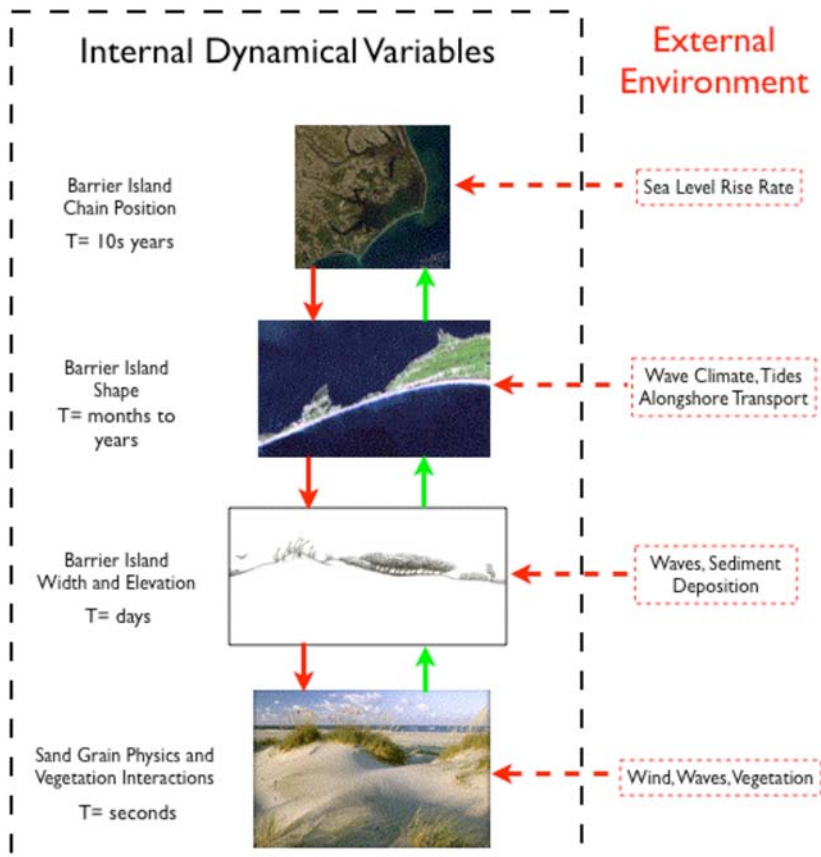 Internal Dynamical Variables
External
Environment
Barrier Island
Chain Position
T= 10s years
Sea Level Rise Rate
Barrier Island
Shape
T= months to
years
Wave Climate, Tides
Alongshore Transport
Barrier Island
Width and Elevation
T= days
Waves, Sediment
Deposition
Sand Grain Physics and
Vegetation Interactions
T= seconds
Wind, Waves, Vegetation